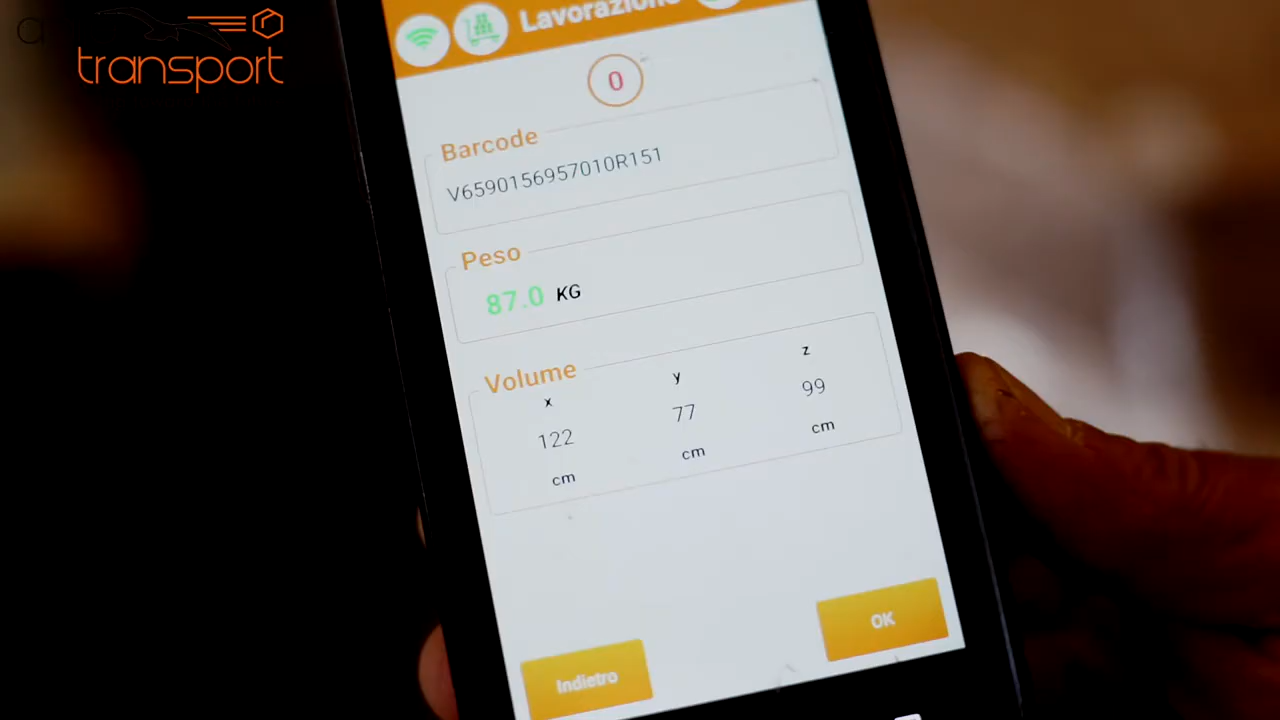 transport
Lavorazione
0
Barcode
V6590156957010R151
Peso
87.0 KG
Volume
x y z
122 77 99
cm cm cm
Indietro OK